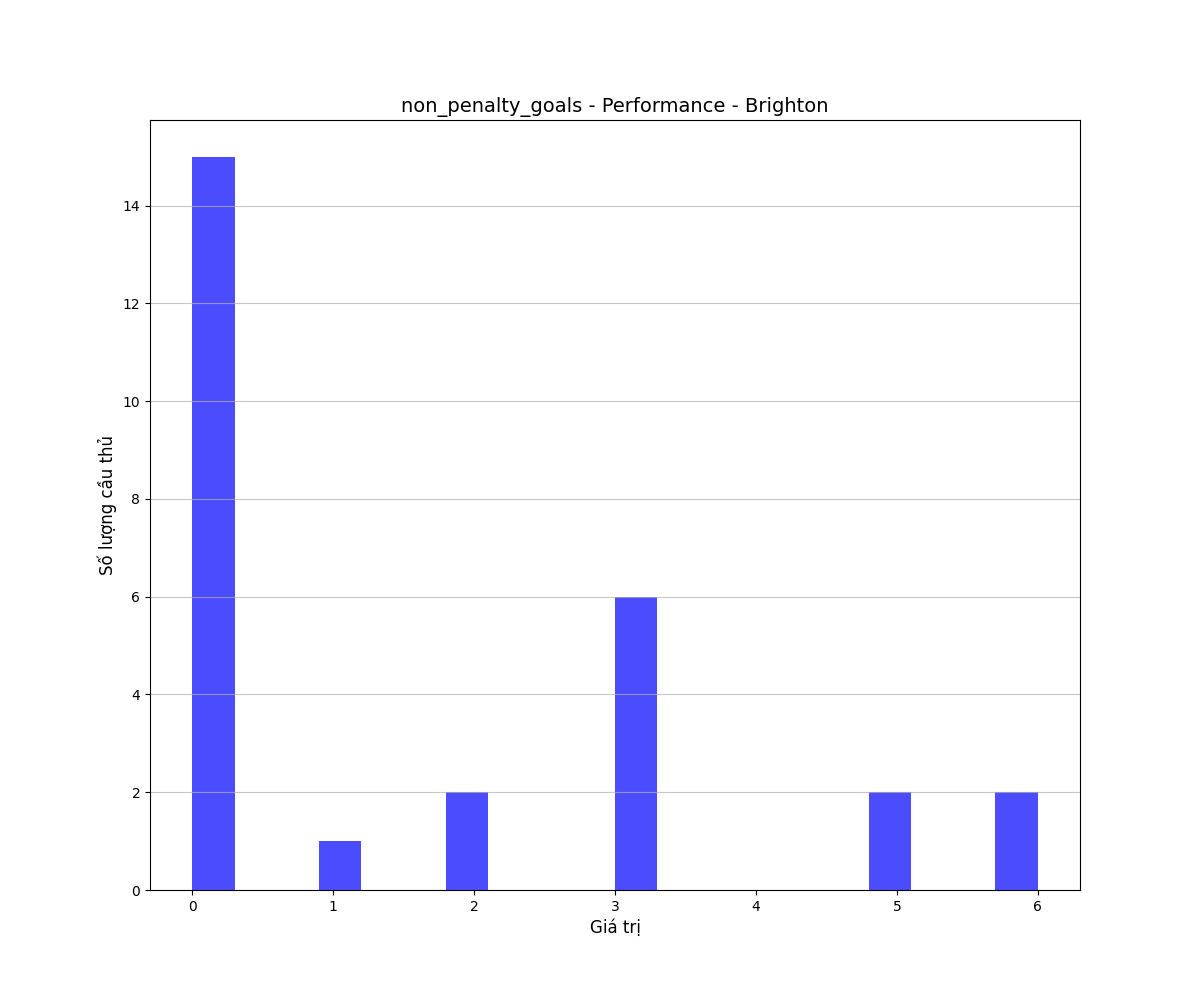 non_penalty_goals - Performance - Brighton
14
12
10
8
6
4
2
0
Số lượng cầu thủ
0 1 2 3 4 5 6
Giá trị